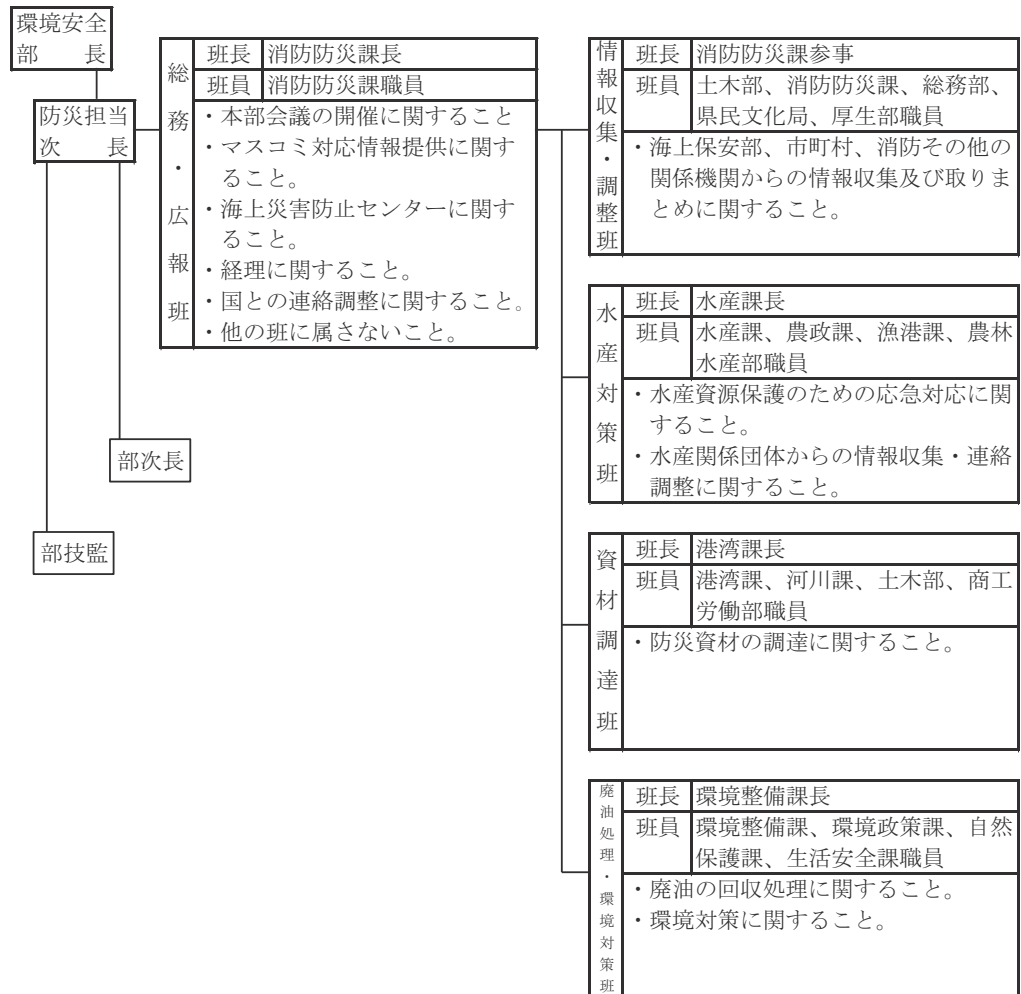 環境安全
部　　長
防災担当
次　　長
部次長
部技監
総務・広報班
班長 消防防災課長
班員 消防防災課職員
・本部会議の開催に関すること
・マスコミ対応情報提供に関す
ること。
・海上災害防止センターに関す
ること。
・経理に関すること。
・国との連絡調整に関すること。
・他の班に属さないこと。
情報収集・調整班
班長 消防防災課参事
班員 土木部、消防防災課、総務部、
県民文化局、厚生部職員
・海上保安部、市町村、消防その他の
関係機関からの情報収集及び取りま
とめに関すること。
水産対策班
班長 水産課長
班員 水産課、農政課、漁港課、農林
水産部職員
・水産資源保護のための応急対応に関
すること。
・水産関係団体からの情報収集・連絡
調整に関すること。
資材調達班
班長 港湾課長
班員 港湾課、河川課、土木部、商工
労働部職員
・防災資材の調達に関すること。
廃油処理・環境対策班
班長 環境整備課長
班員 環境整備課、環境政策課、自然
保護課、生活安全課職員
・廃油の回収処理に関すること。
・環境対策に関すること。